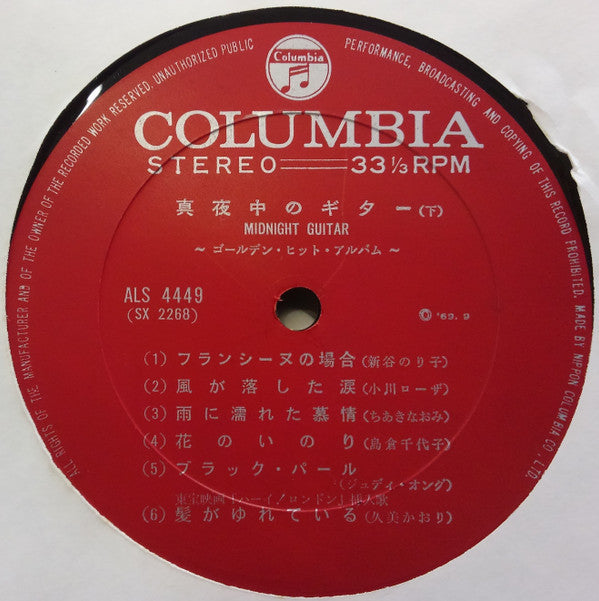 ALL RIGHTS OF THE MANUFACTURER AND OF THE OWNER OF THE RECORDED WORK RESERVED. UNAUTHORIZED PUBLIC PERFORMANCE, BROADCASTING AND COPYING OF THIS RECORD PROHIBITED. MADE BY NIPPON COLUMBIA CO., LTD.
Columbia
COLUMBIA
STEREO 33 1/3 RPM
真夜中のギター(下)
MIDNIGHT GUITAR
~ゴールデン・ヒット・アルバム~
ALS 4449
(SX 2268)
Ⓒ '69. 9
(1) フランシーヌの場合(新谷のり子)
(2) 風が落した涙(小川ローザ)
(3) 雨に濡れた慕情(ちあきなおみ)
(4) 花のいのり(島倉千代子)
(5) ブラック・パール
(ジュディ・オング)
東宝映画「ハーイ!ロンドン」挿入歌
(6) 髪がゆれている(久美かおり)